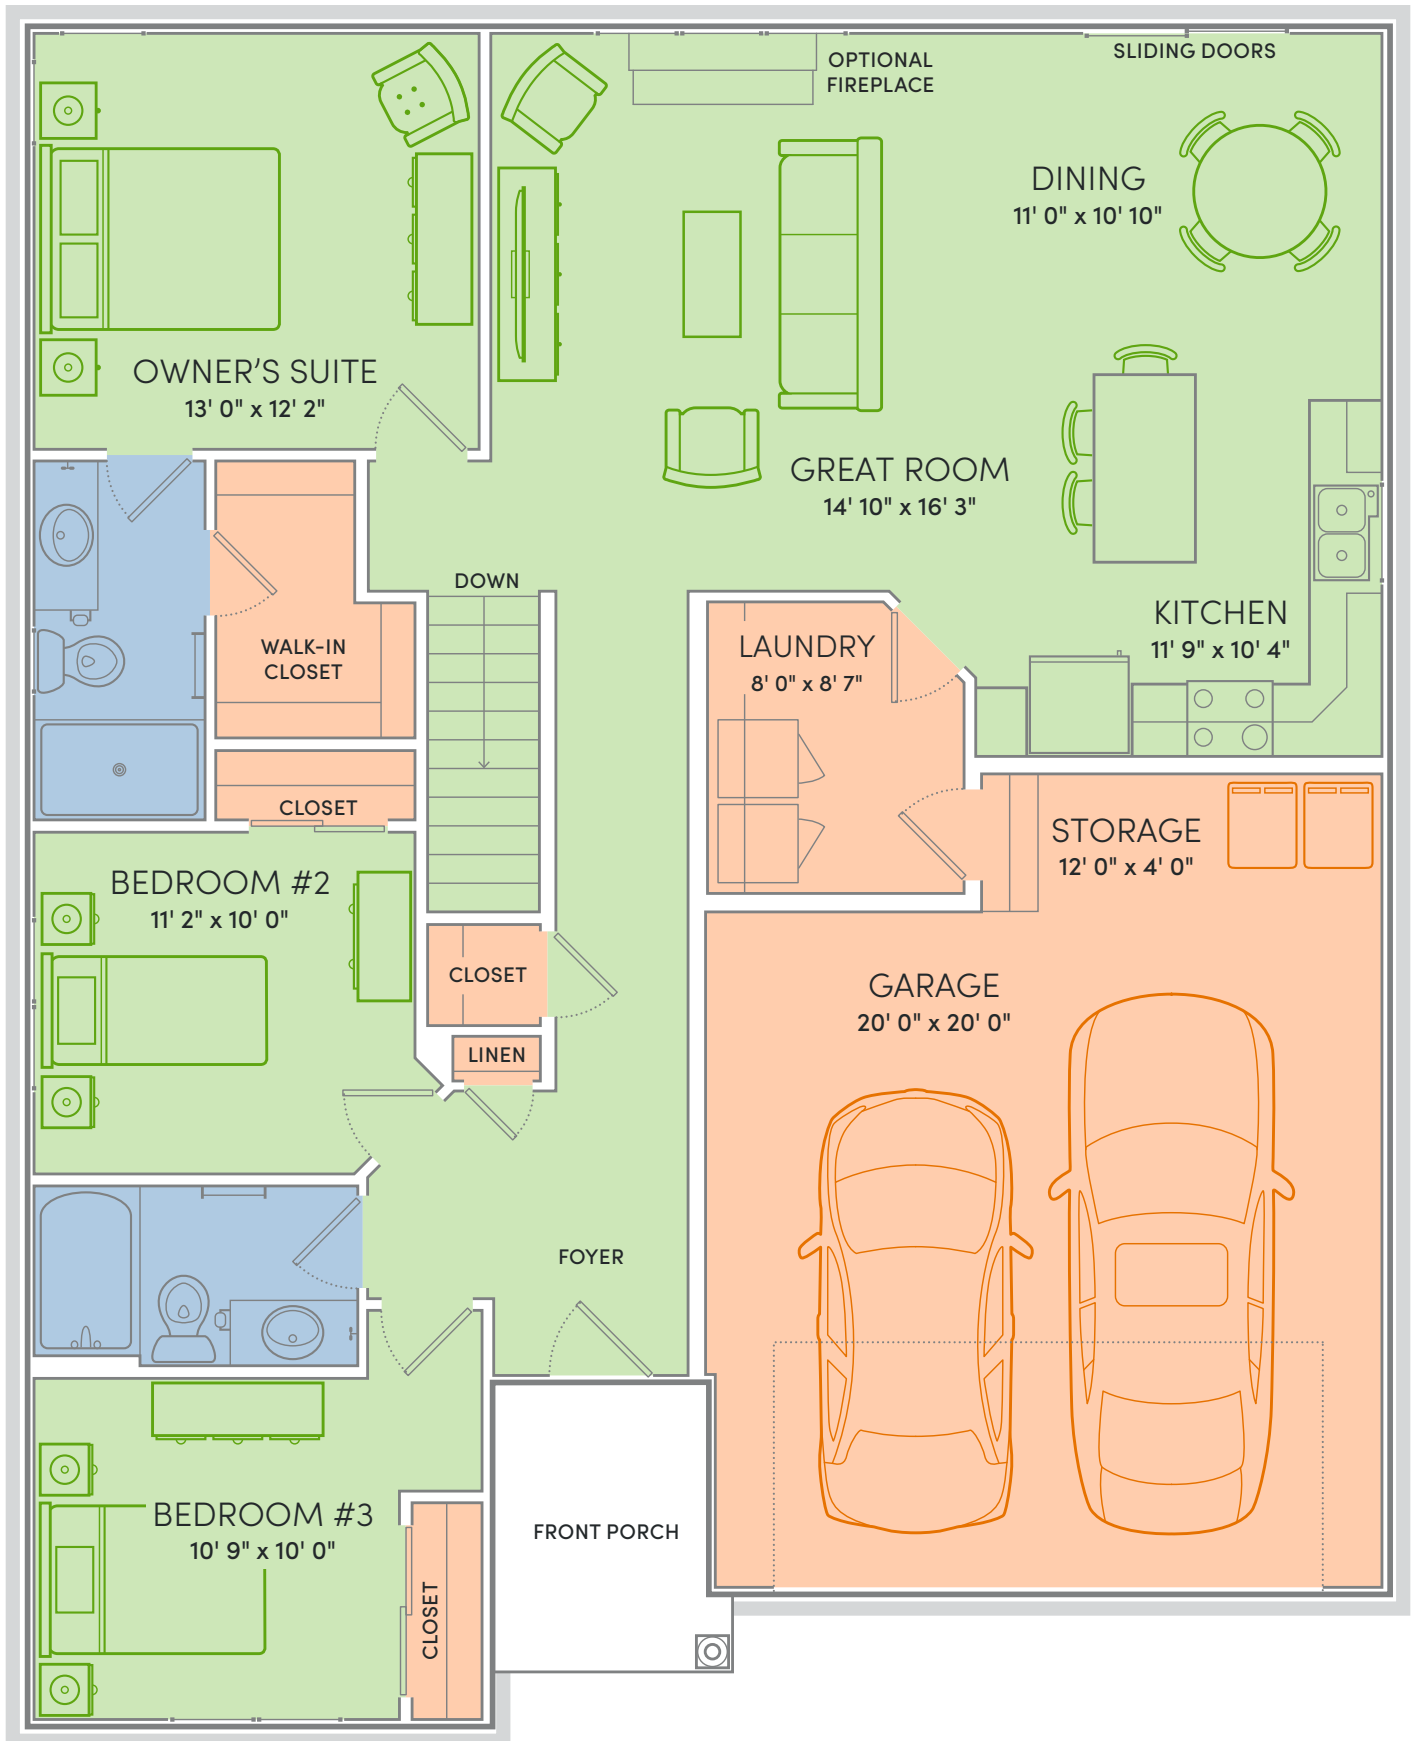 OPTIONAL
FIREPLACE
SLIDING DOORS
DINING
11' 0" x 10' 10"
OWNER’S SUITE
13' 0" x 12' 2"
GREAT ROOM
14' 10" x 16' 3"
DOWN
KITCHEN
11' 9" x 10' 4"
WALK-IN
CLOSET
LAUNDRY
8' 0" x 8' 7"
CLOSET
STORAGE
12' 0" x 4' 0"
BEDROOM #2
11' 2" x 10' 0"
CLOSET
GARAGE
20' 0" x 20' 0"
LINEN
FOYER
BEDROOM #3
10' 9" x 10' 0"
FRONT PORCH
CLOSET